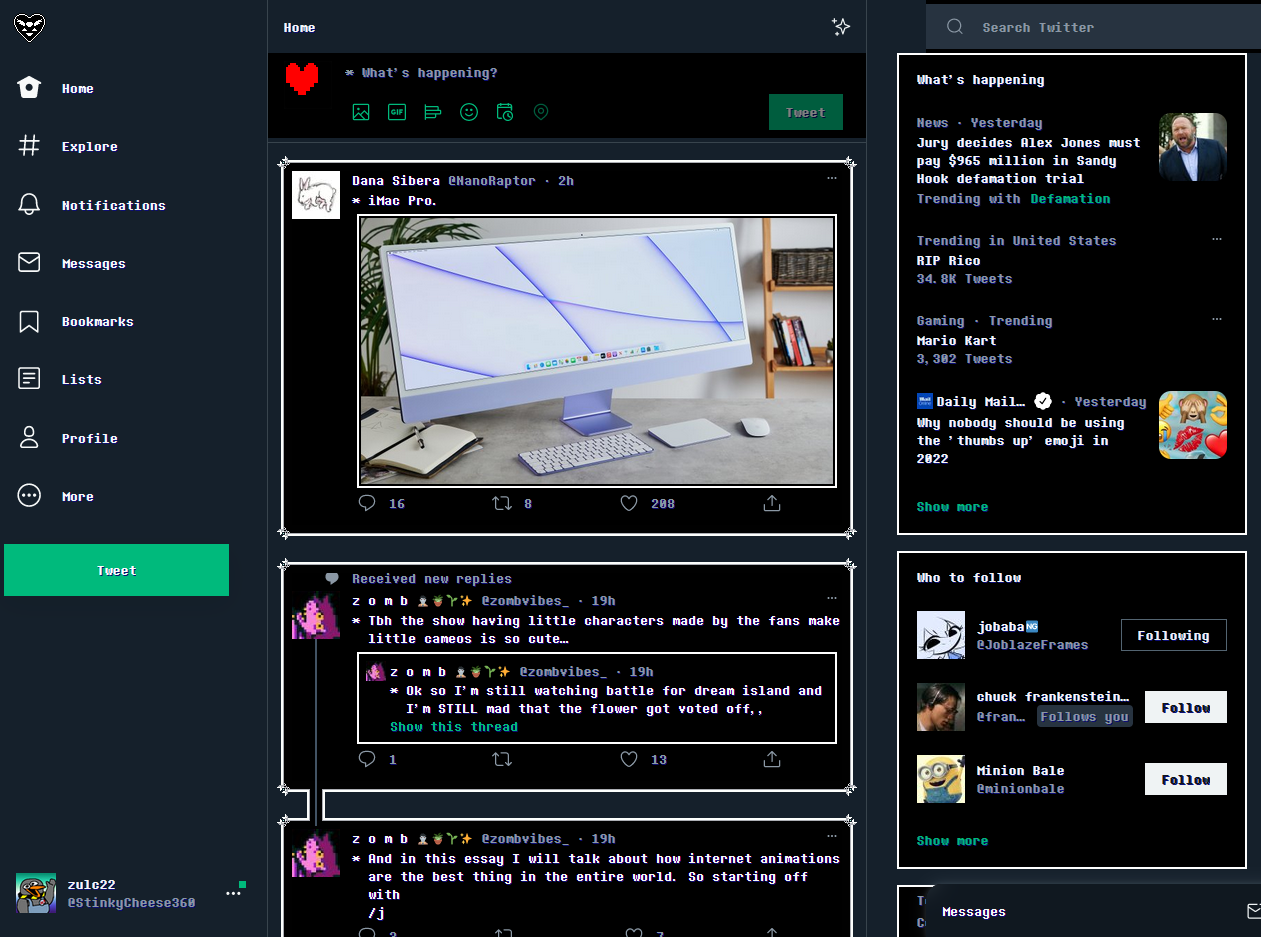 Home
Explore
Notifications
Messages
Bookmarks
Lists
Profile
More
Tweet
zulc22
@StinkyCheese360
Home
* What's happening?
GIF
Tweet
Dana Sibera @NanoRaptor · 2h
* iMac Pro.
16 8 208
Received new replies
z o m b @zombvibes_ · 19h
* Tbh the show having little characters made by the fans make
little cameos is so cute…
z o m b @zombvibes_ · 19h
* Ok so I'm still watching battle for dream island and
I'm STILL mad that the flower got voted off,,
Show this thread
1 13
z o m b @zombvibes_ · 19h
* And in this essay I will talk about how internet animations
are the best thing in the entire world. So starting off
with
/j
Search Twitter
What's happening
News · Yesterday
Jury decides Alex Jones must
pay $965 million in Sandy
Hook defamation trial
Trending with Defamation
Trending in United States
RIP Rico
34.8K Tweets
Gaming · Trending
Mario Kart
3,302 Tweets
Daily Mail… · Yesterday
Why nobody should be using
the 'thumbs up' emoji in
2022
Show more
Who to follow
jobaba NG
@JoblazeFrames
Following
chuck frankenstein…
@fran… Follows you
Follow
Minion Bale
@minionbale
Follow
Show more
Messages